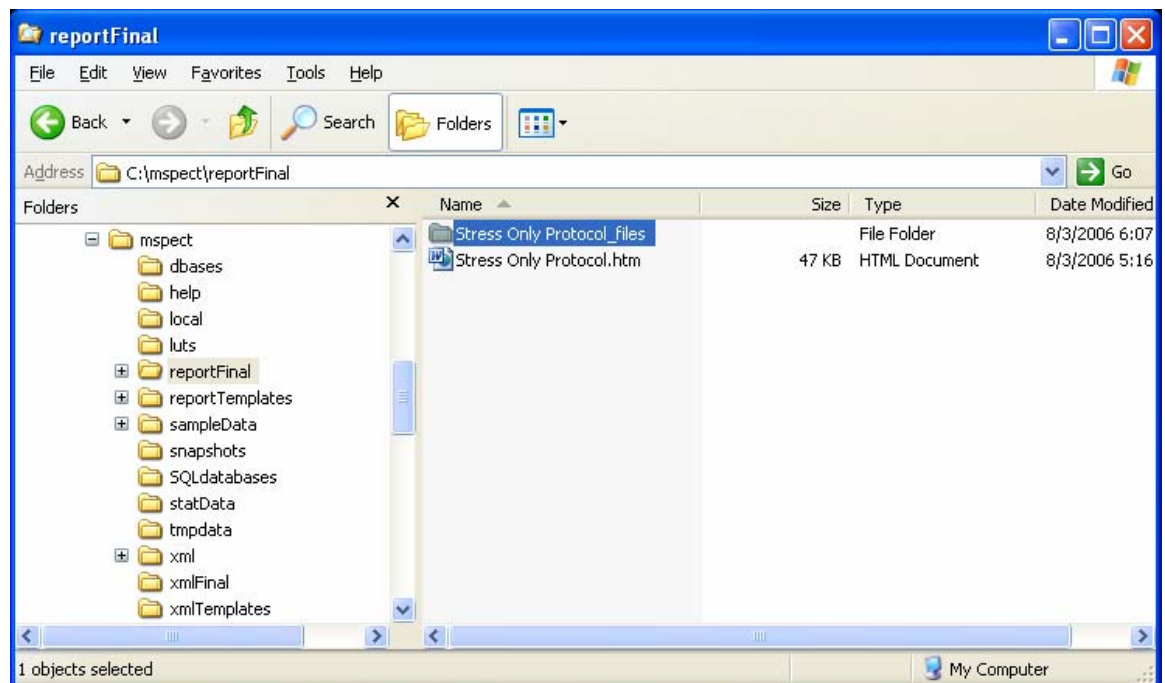 reportFinal
File Edit View Favorites Tools Help
Back Search Folders
Address C:\mspect\reportFinal Go
Folders X Name Size Type Date Modified
mspect
dbases
help
local
luts
reportFinal
reportTemplates
sampleData
snapshots
SQLdatabases
statData
tmpdata
xml
xmlFinal
xmlTemplates
Stress Only Protocol_files File Folder 8/3/2006 6:07
Stress Only Protocol.htm 47 KB HTML Document 8/3/2006 5:16
1 objects selected My Computer